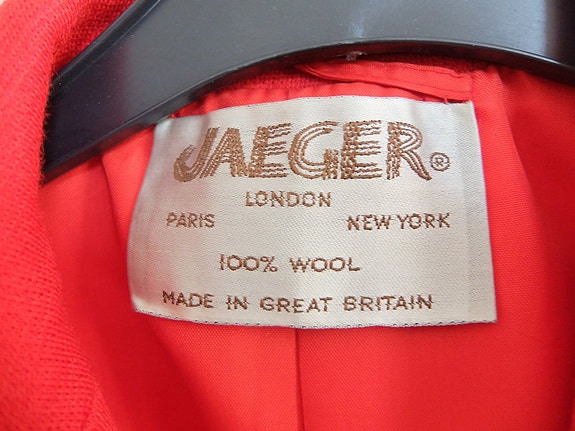 JAEGER®
LONDON
PARIS NEW YORK
100% WOOL
MADE IN GREAT BRITAIN